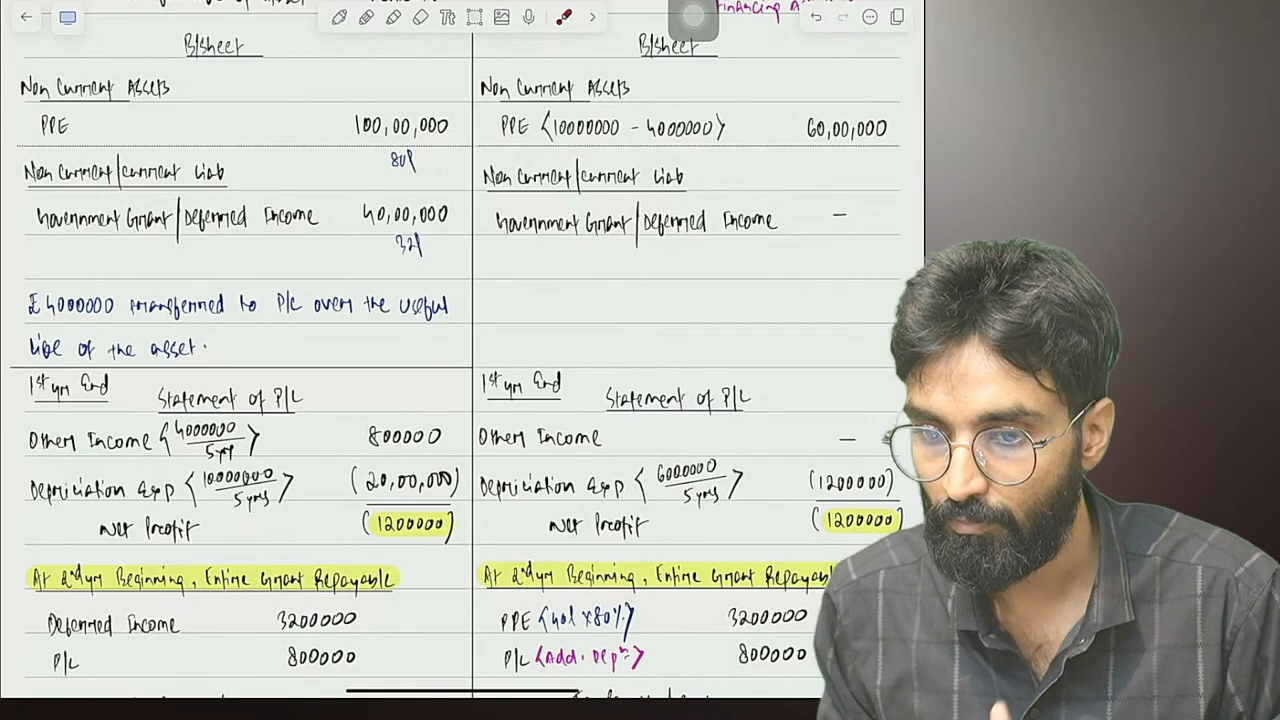 Financing
B/Sheet
Non Current Assets
PPE 100,00,000
80l
Non Current/Current Liab
Government Grant/Deferred Income 40,00,000
32l
£4000000 transferred to P/L over the useful
life of the asset.
1st yr End
Statement of P/L
Other Income <4000000/5yr> 800000
Depreciation Exp <10000000/5yrs> (20,00,000)
Net Profit (1200000)
At 2nd yr Beginning, Entire Grant Repayable
Deferred Income 3200000
P/L 800000
B/Sheet
Non Current Assets
PPE <10000000 - 4000000> 60,00,000
Non Current/Current Liab
Government Grant/Deferred Income -
1st yr End
Statement of P/L
Other Income -
Depreciation Exp <6000000/5yrs> (1200000)
Net Profit (1200000)
At 2nd yr Beginning, Entire Grant Repayabl
PPE <40l x 80%> 3200000
P/L <Add. Depn> 800000